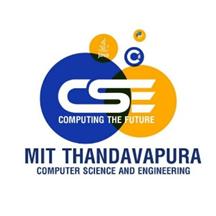 CSE
COMPUTING THE FUTURE
MIT THANDAVAPURA
COMPUTER SCIENCE AND ENGINEERING